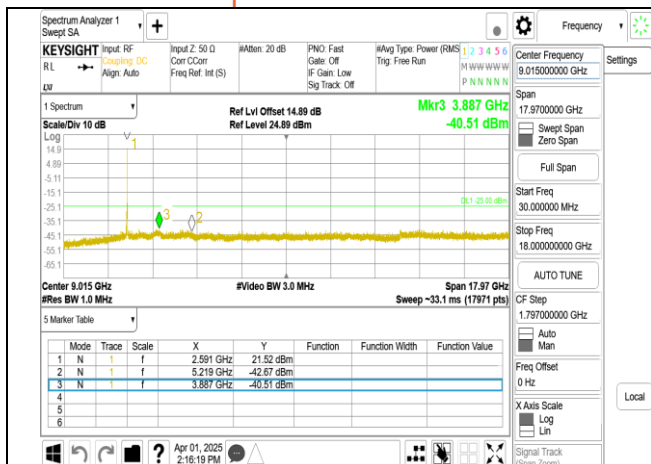 Spectrum Analyzer 1
Swept SA
Frequency
KEYSIGHT
Input: RF
Coupling: DC
Align: Auto
Input Z: 50 Ω
Corr CCorr
Freq Ref: Int (S)
#Atten: 20 dB
PNO: Fast
Gate: Off
IF Gain: Low
Sig Track: Off
#Avg Type: Power (RMS
Trig: Free Run
1 2 3 4 5 6
M W W W W W
P N N N N N
RL
LXI
Center Frequency
9.015000000 GHz
Settings
Span
17.9700000 GHz
Swept Span
Zero Span
Full Span
Start Freq
30.000000 MHz
Stop Freq
18.000000000 GHz
AUTO TUNE
CF Step
1.797000000 GHz
Auto
Man
Freq Offset
0 Hz
X Axis Scale
Log
Lin
Local
Signal Track
(Span Zoom)
1 Spectrum
Scale/Div 10 dB
Ref Lvl Offset 14.89 dB
Ref Level 24.89 dBm
Mkr3 3.887 GHz
-40.51 dBm
Log
14.9
4.89
-5.11
-15.1
-25.1
-35.1
-45.1
-55.1
-65.1
1
3
2
DL1 -25.00 dBm
Center 9.015 GHz
#Video BW 3.0 MHz
Span 17.97 GHz
#Res BW 1.0 MHz
Sweep ~33.1 ms (17971 pts)
5 Marker Table
Mode Trace Scale X Y Function Function Width Function Value
1 N 1 f 2.591 GHz 21.52 dBm
2 N 1 f 5.219 GHz -42.67 dBm
3 N 1 f 3.887 GHz -40.51 dBm
4
5
6
?
Apr 01, 2025
2:16:19 PM